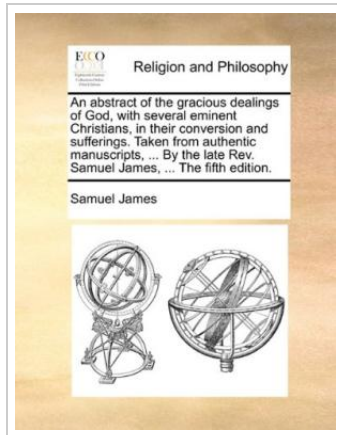 ECCO
Religion and Philosophy
An abstract of the gracious dealings
of God, with several eminent
Christians, in their conversion and
sufferings. Taken from authentic
manuscripts, ... By the late Rev.
Samuel James, ... The fifth edition.
Samuel James